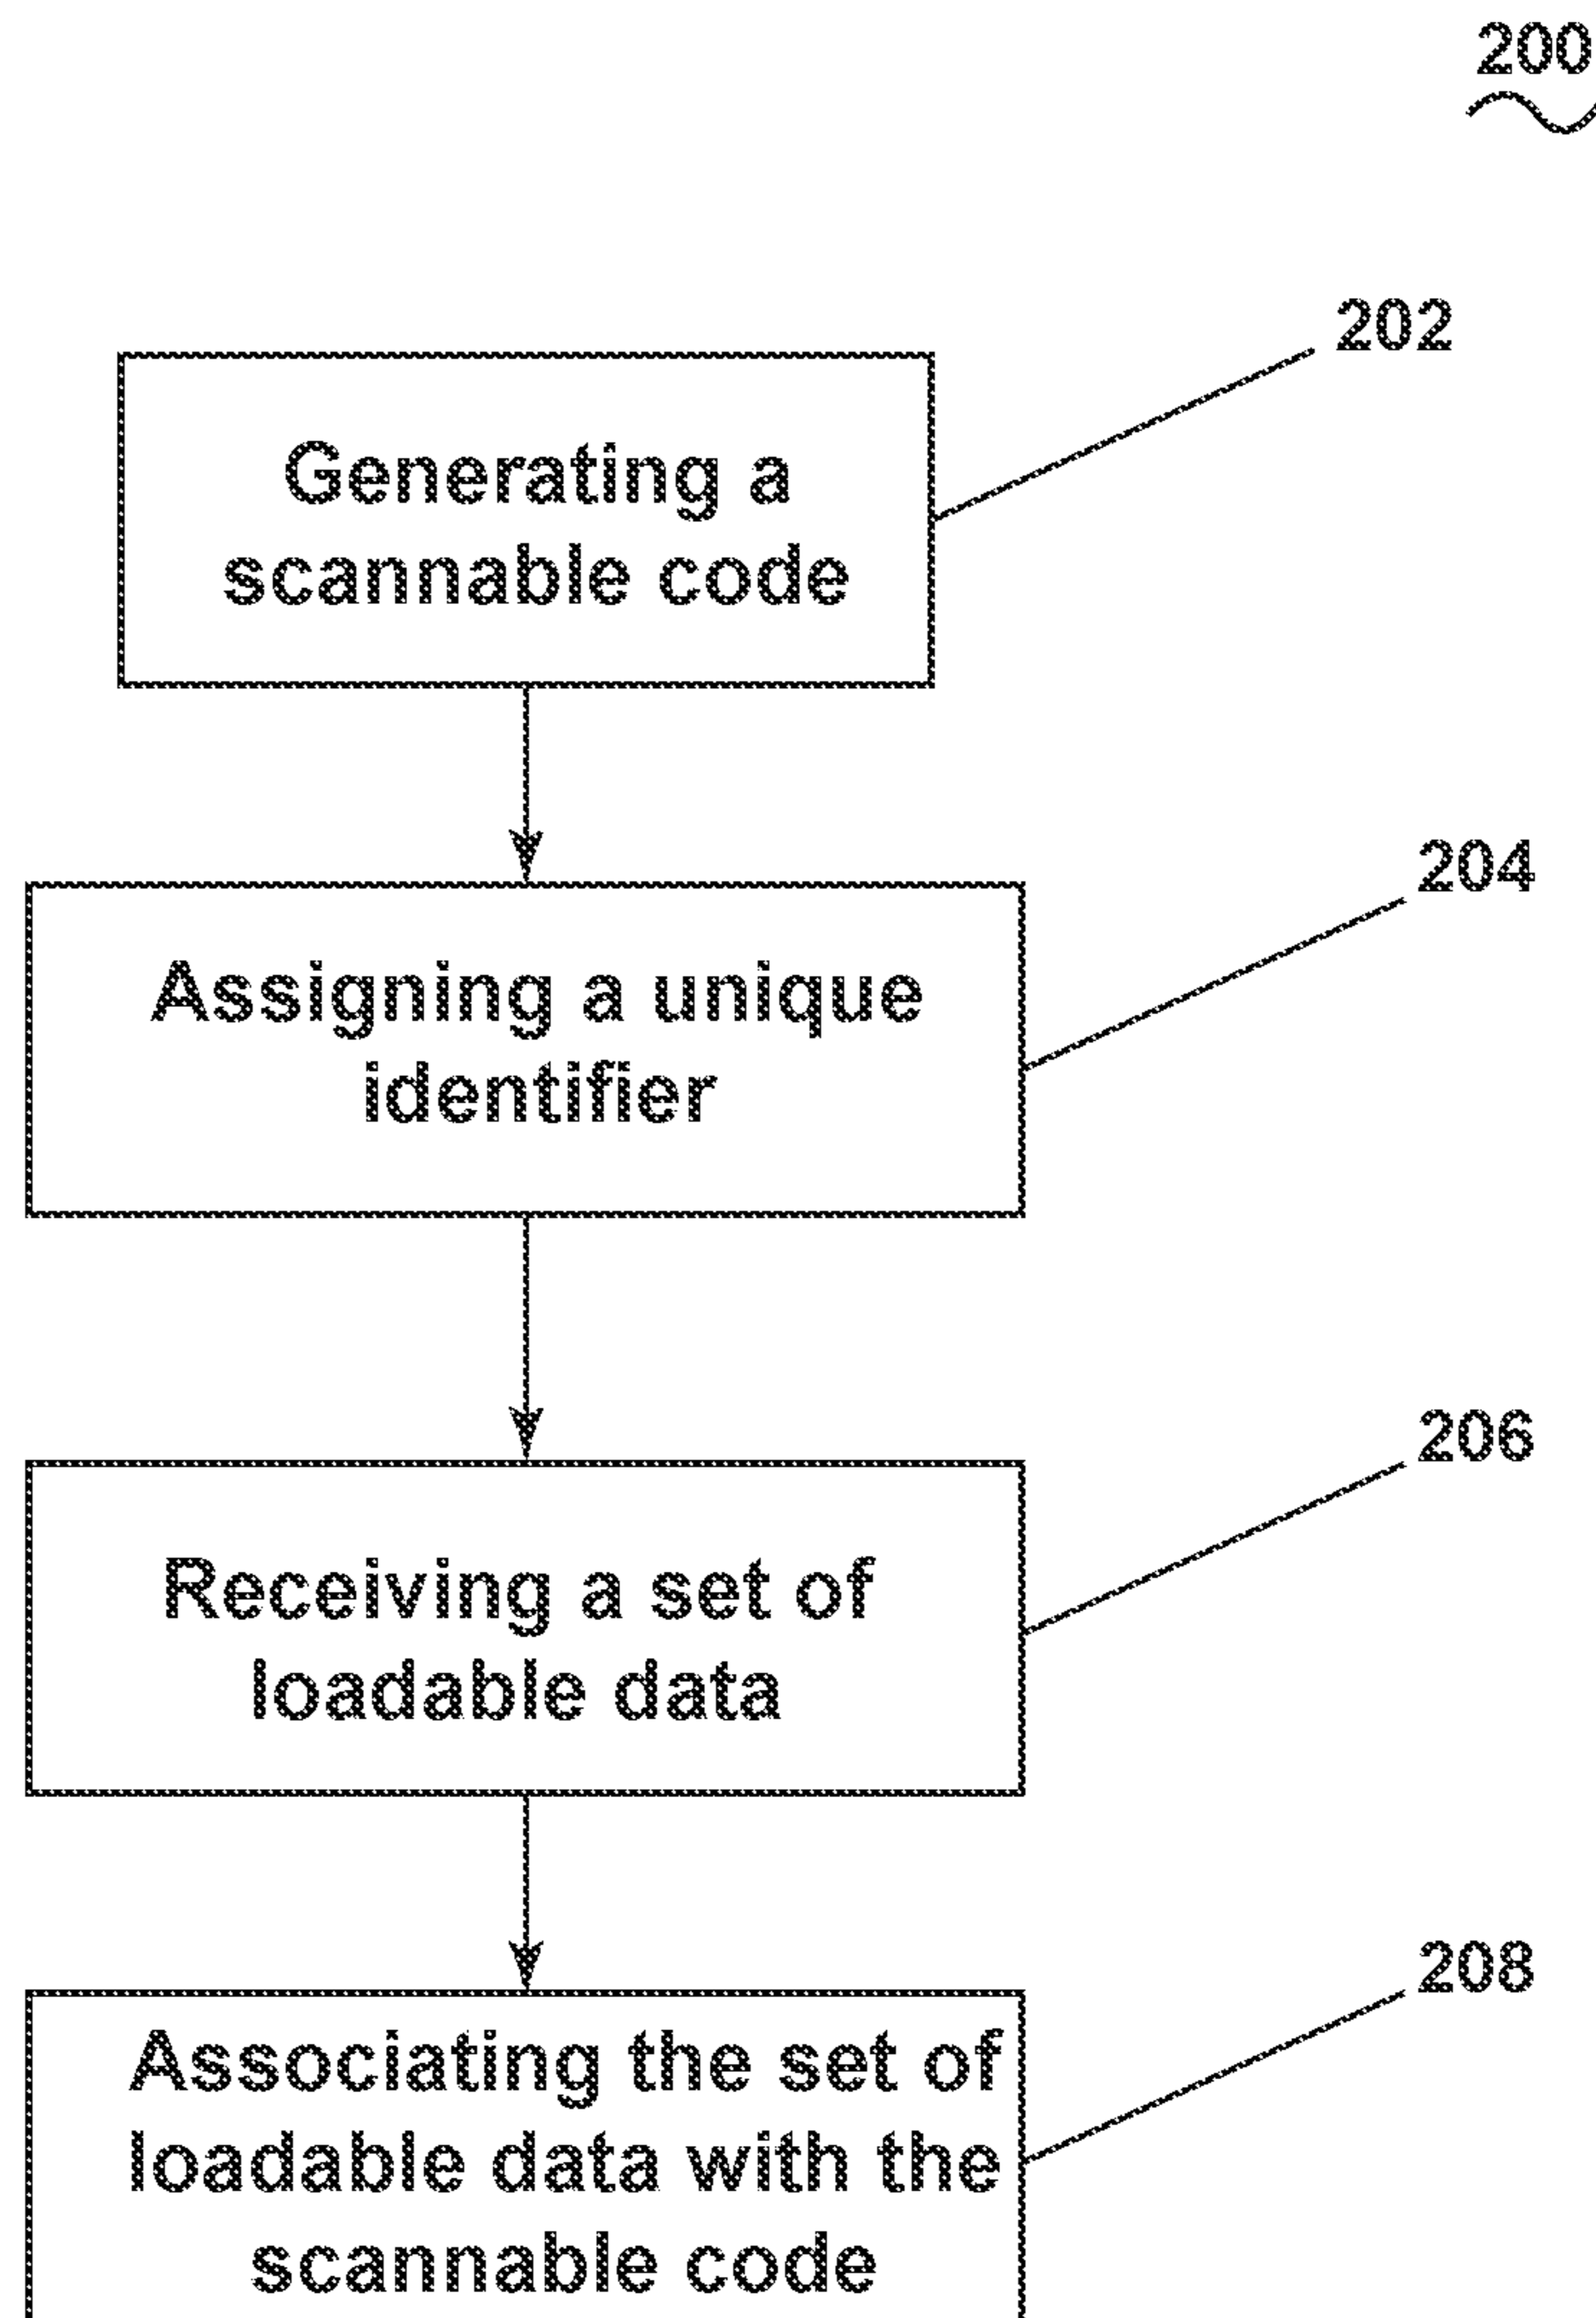 200
202
Generating a
scannable code
204
Assigning a unique
identifier
206
Receiving a set of
loadable data
208
Associating the set of
loadable data with the
scannable code